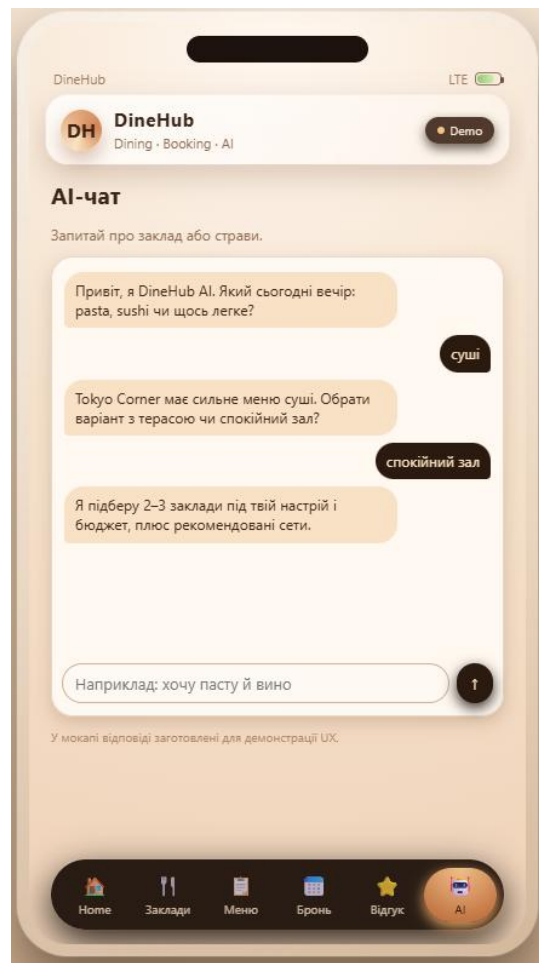 DineHub
LTE
DH
DineHub
Dining · Booking · AI
Demo
AI-чат
Запитай про заклад або страви.
Привіт, я DineHub AI. Який сьогодні вечір:
pasta, sushi чи щось легке?
суші
Tokyo Corner має сильне меню суші. Обрати
варіант з терасою чи спокійний зал?
спокійний зал
Я підберу 2–3 заклади під твій настрій і
бюджет, плюс рекомендовані сети.
Наприклад: хочу пасту й вино
↑
У мокапі відповіді заготовлені для демонстрації UX.
Home
Заклади
Меню
Бронь
Відгук
AI